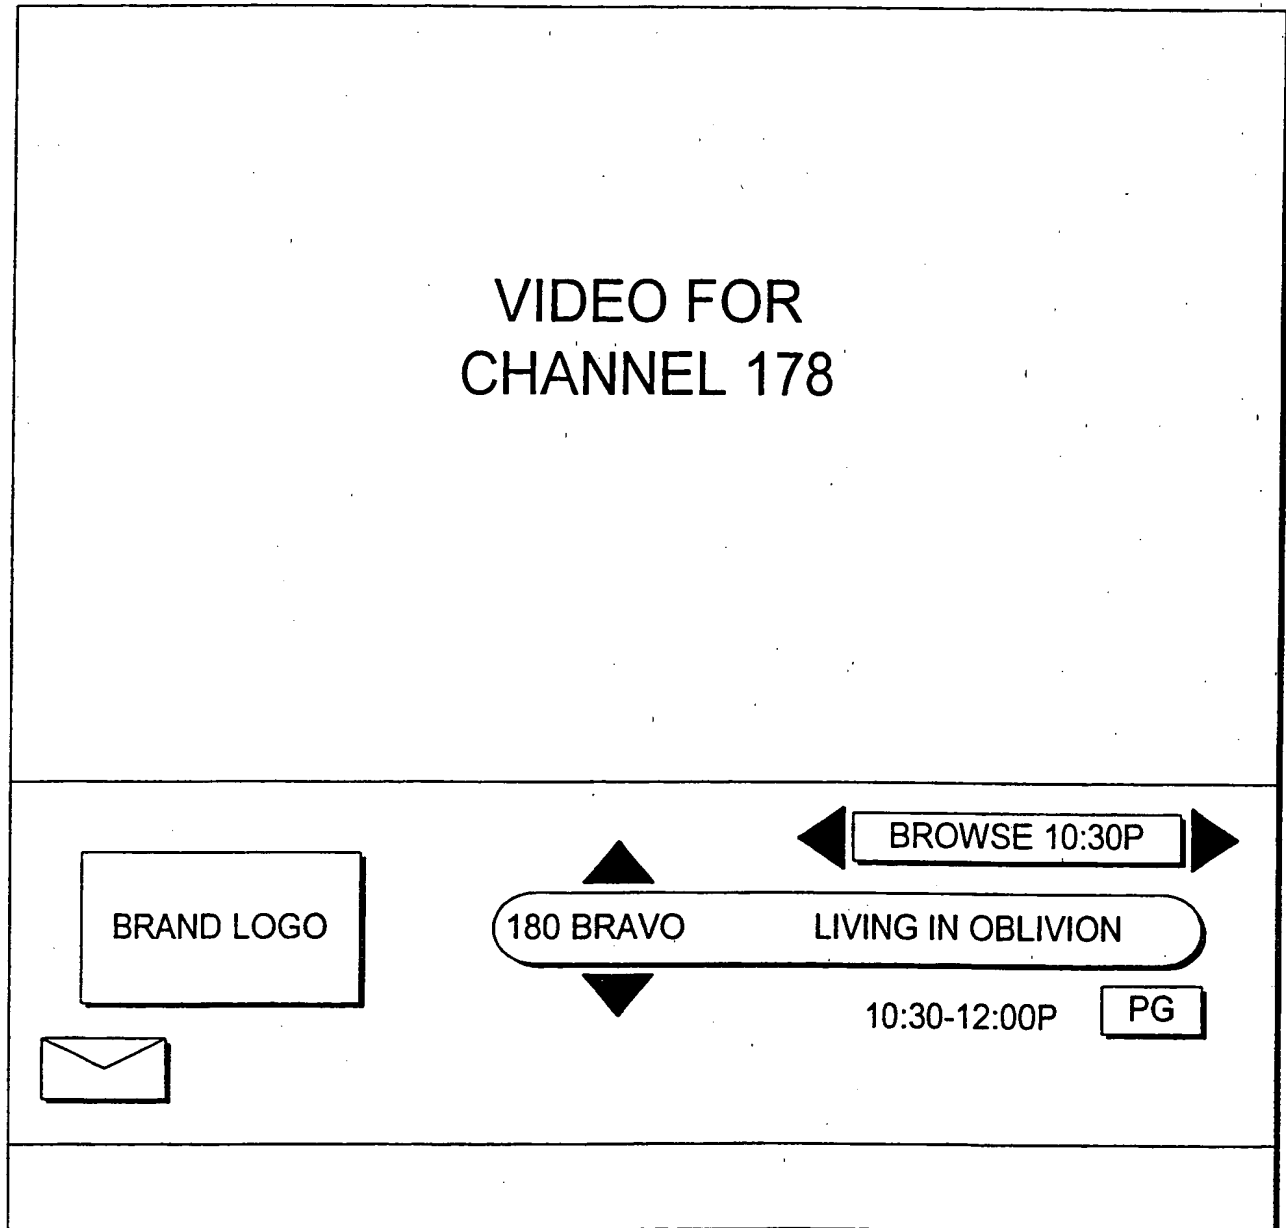 VIDEO FOR
CHANNEL 178
BROWSE 10:30P
BRAND LOGO
180 BRAVO LIVING IN OBLIVION
10:30-12:00P PG